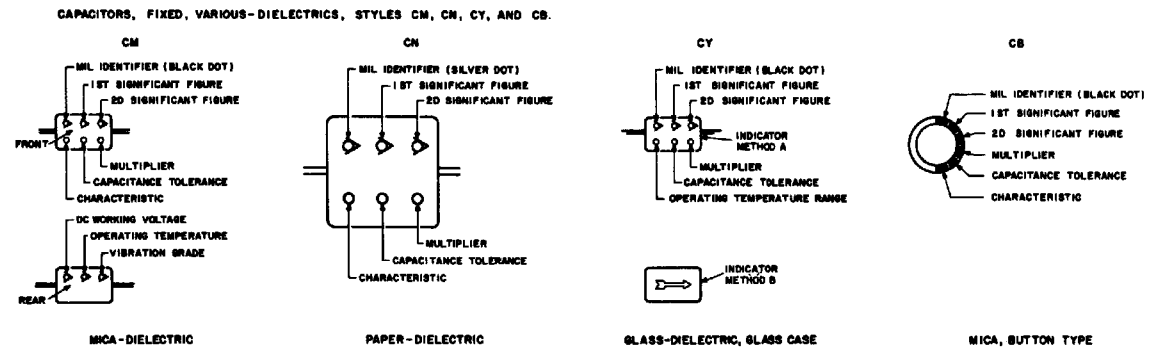 CAPACITORS, FIXED, VARIOUS-DIELECTRICS, STYLES CM, CN, CY, AND CB.
CM
MIL IDENTIFIER (BLACK DOT)
1ST SIGNIFICANT FIGURE
2D SIGNIFICANT FIGURE
FRONT
MULTIPLIER
CAPACITANCE TOLERANCE
CHARACTERISTIC
DC WORKING VOLTAGE
OPERATING TEMPERATURE
VIBRATION GRADE
REAR
MICA-DIELECTRIC
CN
MIL IDENTIFIER (SILVER DOT)
1ST SIGNIFICANT FIGURE
2D SIGNIFICANT FIGURE
MULTIPLIER
CAPACITANCE TOLERANCE
CHARACTERISTIC
PAPER-DIELECTRIC
CY
MIL IDENTIFIER (BLACK DOT)
1ST SIGNIFICANT FIGURE
2D SIGNIFICANT FIGURE
INDICATOR
METHOD A
MULTIPLIER
CAPACITANCE TOLERANCE
OPERATING TEMPERATURE RANGE
INDICATOR
METHOD B
GLASS-DIELECTRIC, GLASS CASE
CB
MIL IDENTIFIER (BLACK DOT)
1ST SIGNIFICANT FIGURE
2D SIGNIFICANT FIGURE
MULTIPLIER
CAPACITANCE TOLERANCE
CHARACTERISTIC
MICA, BUTTON TYPE